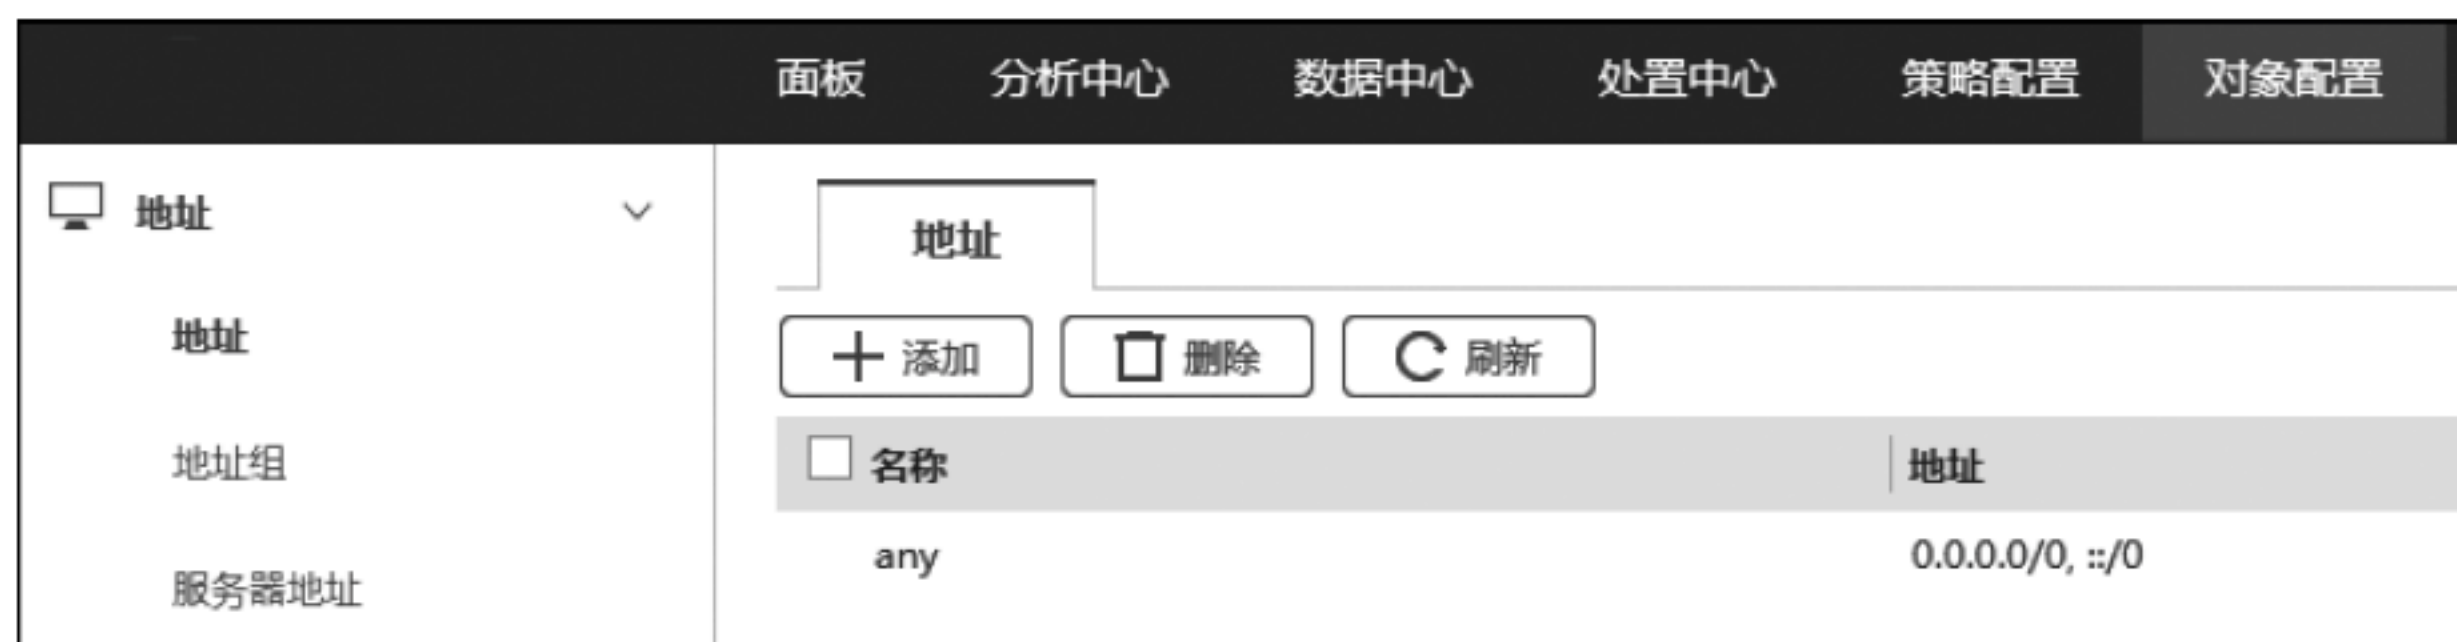 面板 分析中心 数据中心 处置中心 策略配置 对象配置
地址
地址
地址组
服务器地址
地址
添加 删除 刷新
名称 地址
any 0.0.0.0/0, ::/0